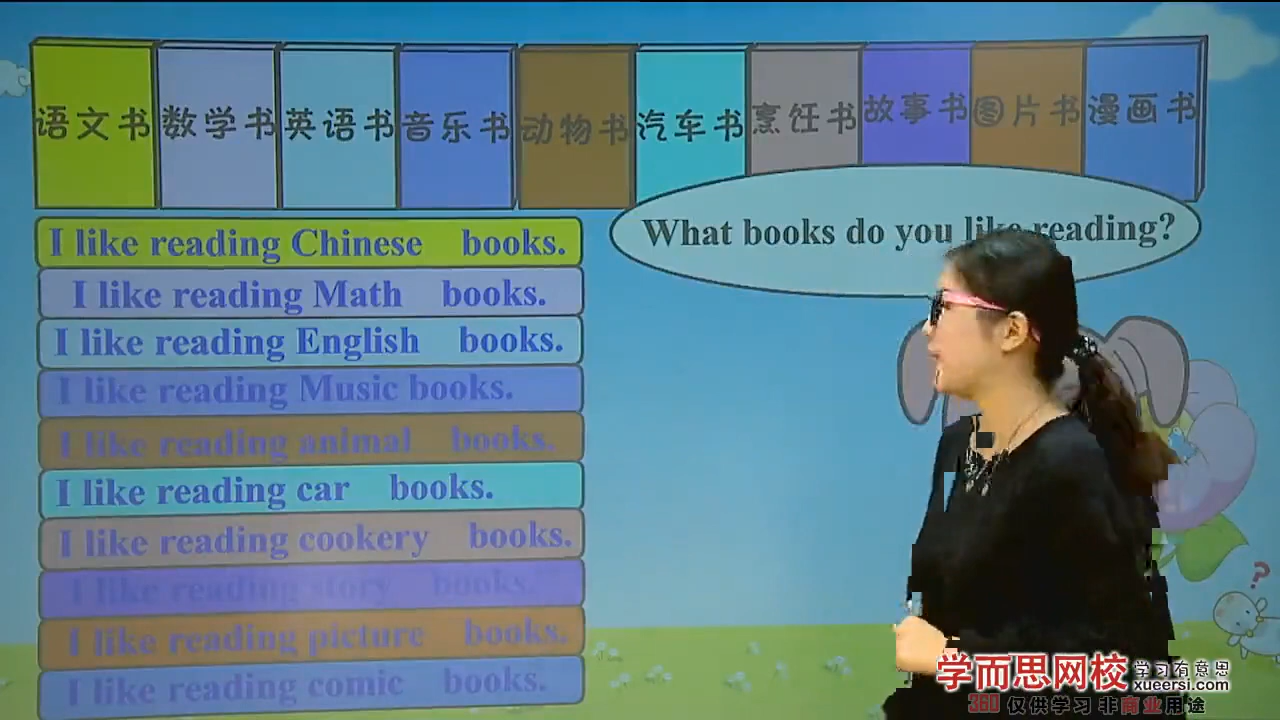 语文书 数学书 英语书 音乐书 动物书 汽车书 烹饪书 故事书 图片书 漫画书
What books do you like reading?
I like reading Chinese books.
I like reading Math books.
I like reading English books.
I like reading Music books.
I like reading animal books.
I like reading car books.
I like reading cookery books.
I like reading story books.
I like reading picture books.
I like reading comic books.
?
学而思网校 学习有意思
xueersi.com
360 仅供学习 非商业用途